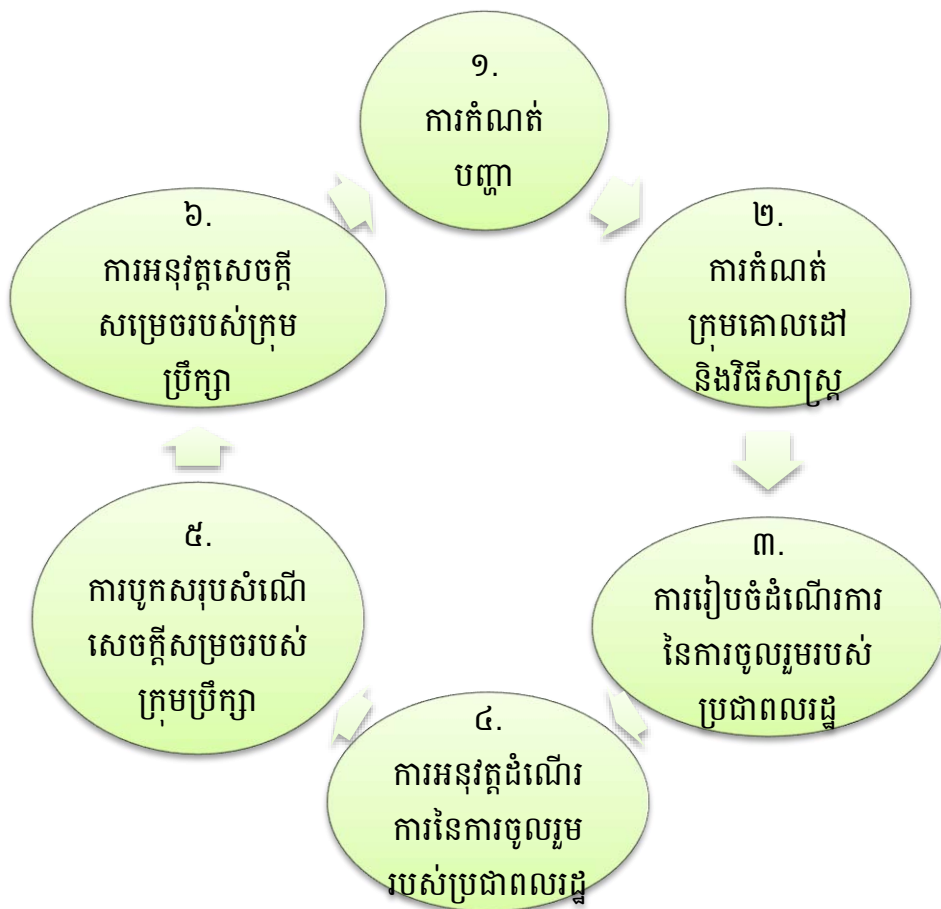 ១.
ការកំណត់
បញ្ហា
២.
ការកំណត់
ក្រុមគោលដៅ
និងវិធីសាស្ត្រ
៣.
ការរៀបចំដំណើរការ
នៃការចូលរួមរបស់
ប្រជាពលរដ្ឋ
៤.
ការអនុវត្តដំណើរ
ការនៃការចូលរួម
របស់ប្រជាពលរដ្ឋ
៥.
ការបូកសរុបសំណើ
សេចក្តីសម្រចរបស់
ក្រុមប្រឹក្សា
៦.
ការអនុវត្តសេចក្តី
សម្រេចរបស់ក្រុម
ប្រឹក្សា